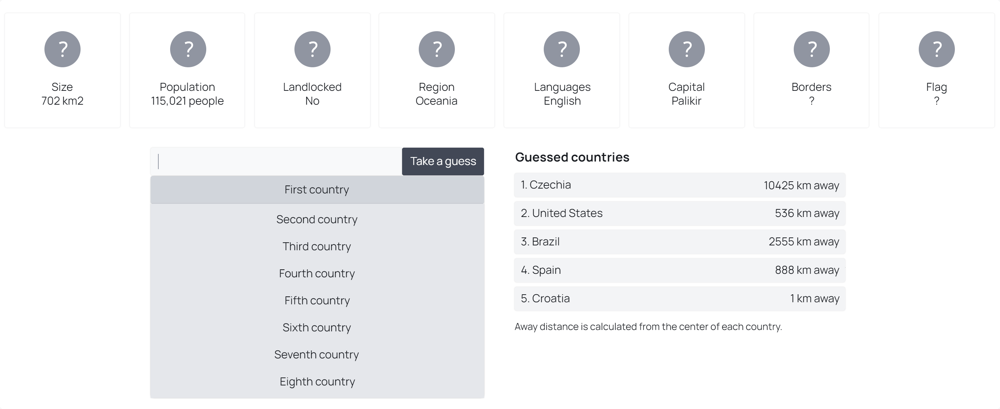 ?
Size
702 km2
?
Population
115,021 people
?
Landlocked
No
?
Region
Oceania
?
Languages
English
?
Capital
Palikir
?
Borders
?
?
Flag
?
Take a guess
First country
Second country
Third country
Fourth country
Fifth country
Sixth country
Seventh country
Eighth country
Guessed countries
1. Czechia 10425 km away
2. United States 536 km away
3. Brazil 2555 km away
4. Spain 888 km away
5. Croatia 1 km away
Away distance is calculated from the center of each country.